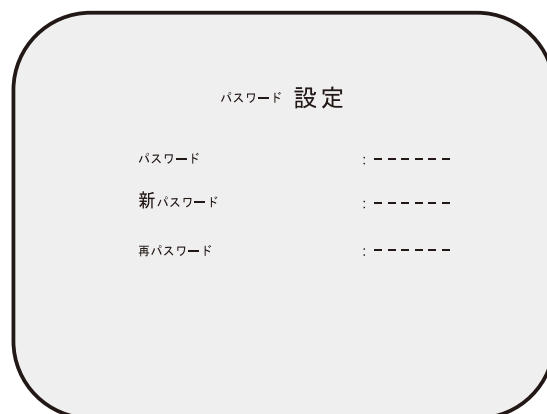 パスワード 設定
パスワード : ------
新パスワード : ------
再パスワード : ------